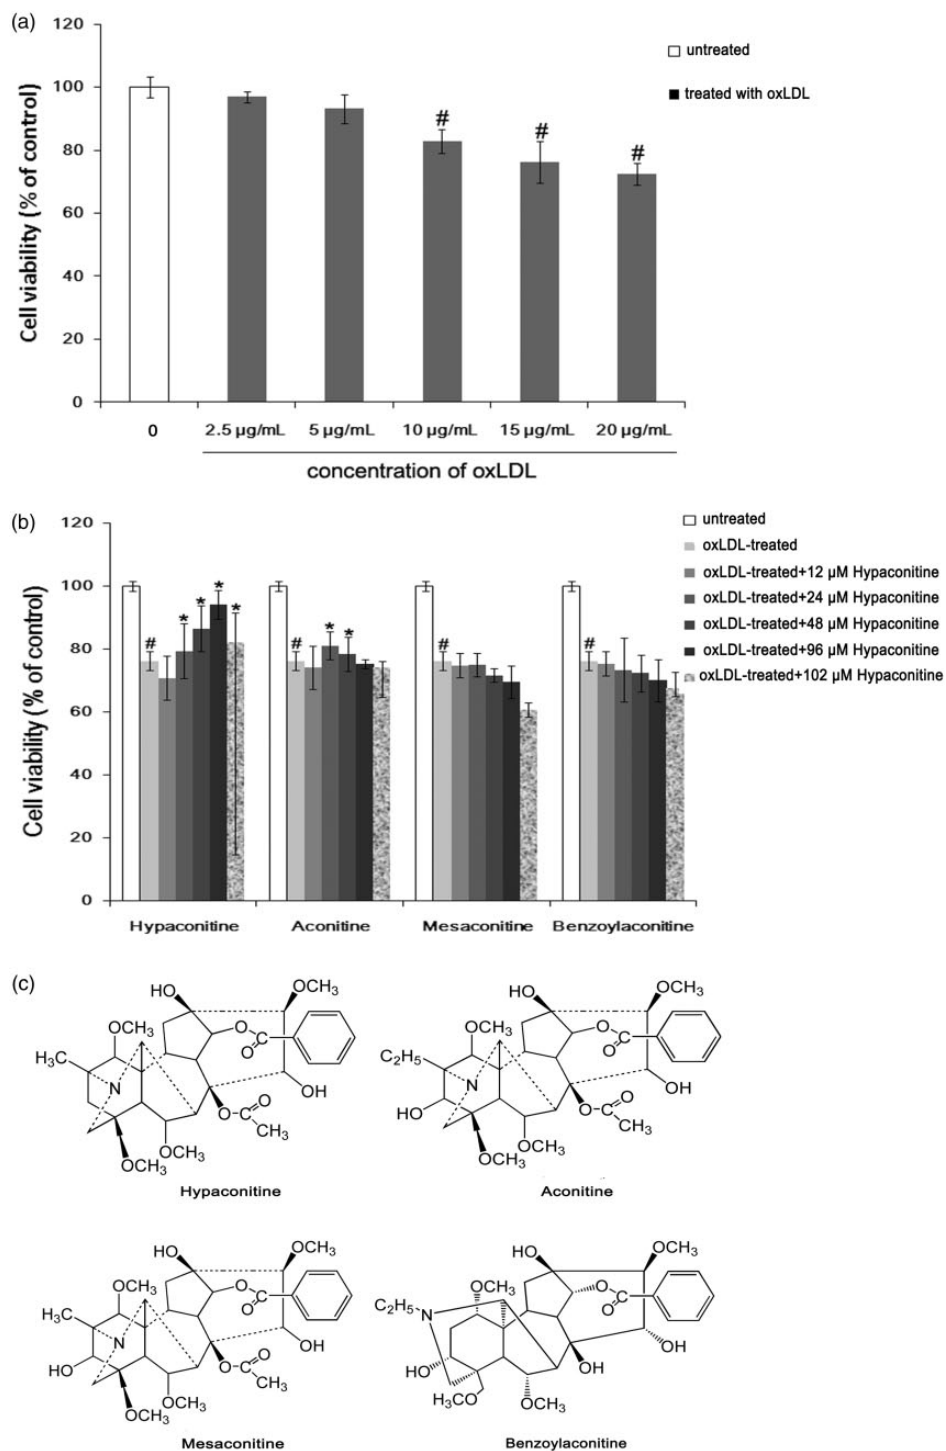 (a)
120
100
80
60
40
20
0
Cell viability (% of control)
# # #
untreated
treated with oxLDL
0 2.5 µg/mL 5 µg/mL 10 µg/mL 15 µg/mL 20 µg/mL
concentration of oxLDL
(b)
120
100
80
60
40
20
0
Cell viability (% of control)
# * * * *
# * *
#
#
untreated
oxLDL-treated
oxLDL-treated+12 µM Hypaconitine
oxLDL-treated+24 µM Hypaconitine
oxLDL-treated+48 µM Hypaconitine
oxLDL-treated+96 µM Hypaconitine
oxLDL-treated+102 µM Hypaconitine
Hypaconitine Aconitine Mesaconitine Benzoylaconitine
(c)
HO OCH3
OCH3 O C O
H3C N
OH
O C O
CH3
OCH3
OCH3
Hypaconitine
HO OCH3
OCH3 O C O
C2H5 N
HO OH
O C O
CH3
OCH3
OCH3
Aconitine
HO OCH3
OCH3 O C O
H3C N
HO OH
O C O
CH3
OCH3
OCH3
Mesaconitine
HO OCH3
OCH3 O C O
C2H5 N
HO OH
OH
H3CO OCH3
Benzoylaconitine